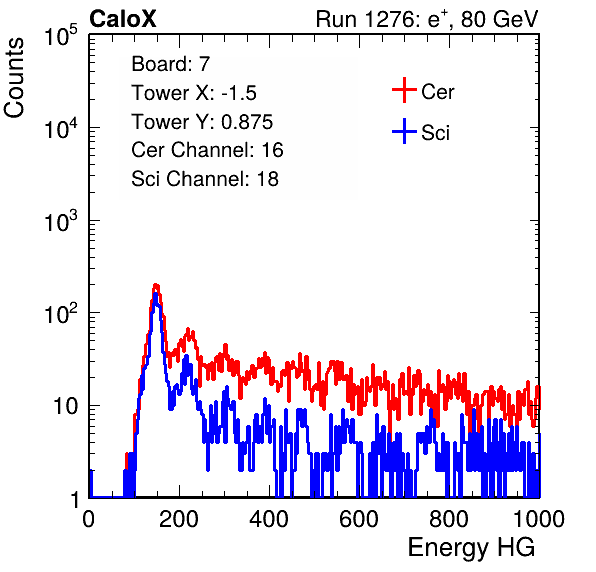 CaloX Run 1276: e⁺, 80 GeV
Counts
Board: 7
Tower X: -1.5
Tower Y: 0.875
Cer Channel: 16
Sci Channel: 18
Cer
Sci
10⁵
10⁴
10³
10²
10
1
0 200 400 600 800 1000
Energy HG